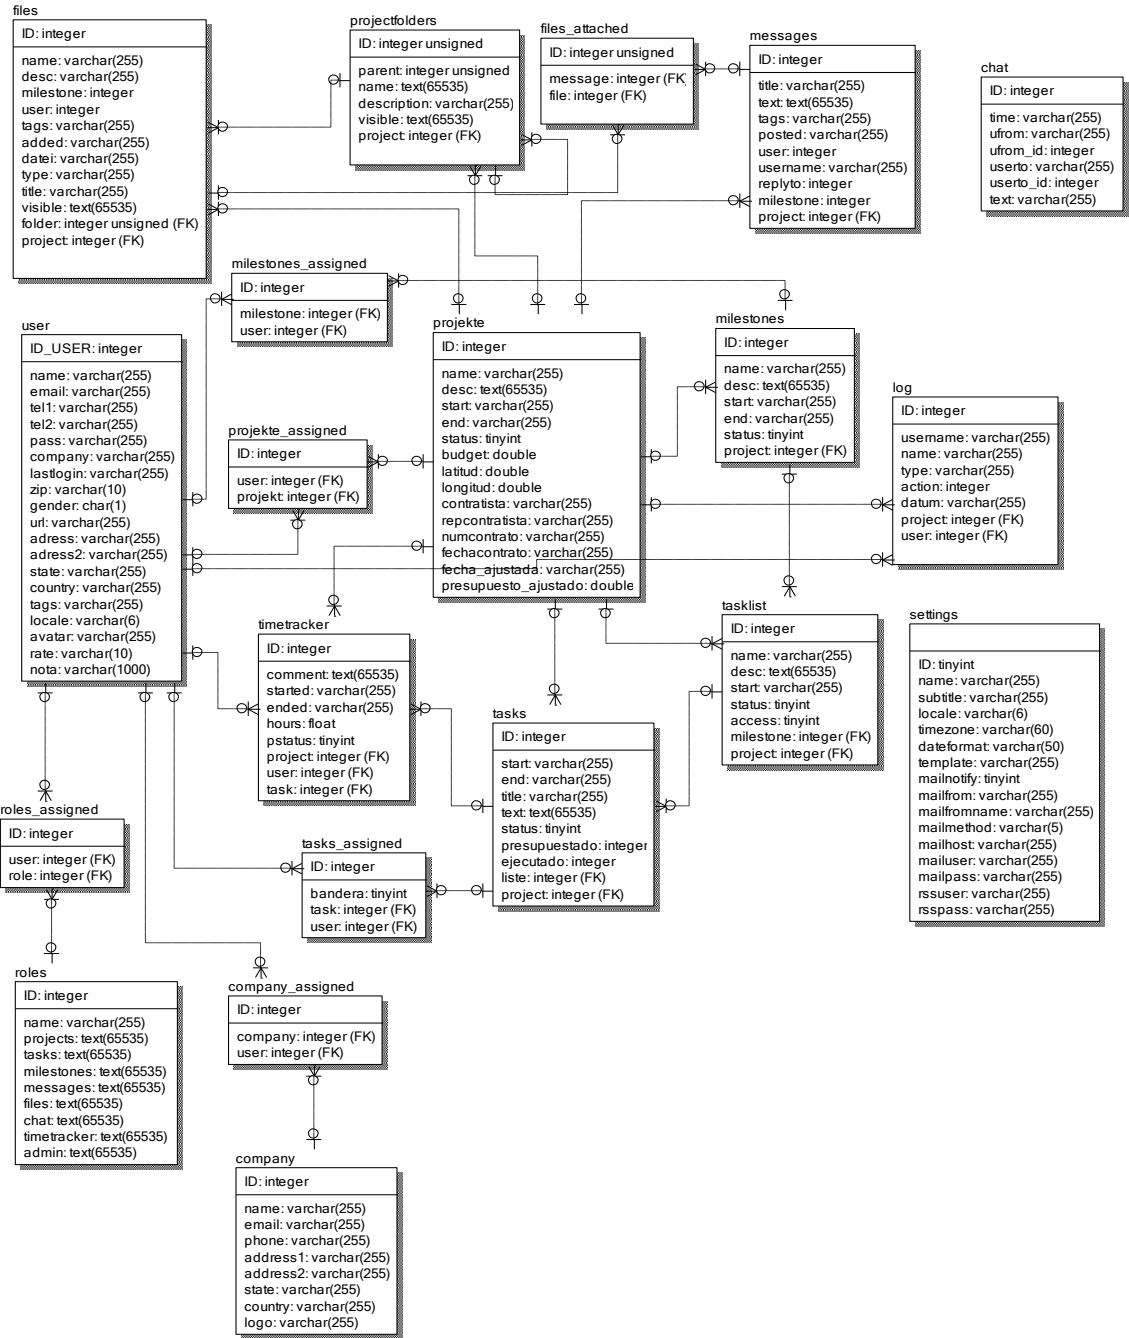 files
ID: integer
name: varchar(255)
desc: varchar(255)
milestone: integer
user: integer
tags: varchar(255)
added: varchar(255)
datei: varchar(255)
type: varchar(255)
title: varchar(255)
visible: text(65535)
folder: integer unsigned (FK)
project: integer (FK)
projectfolders
ID: integer unsigned
parent: integer unsigned
name: text(65535)
description: varchar(255)
visible: text(65535)
project: integer (FK)
files_attached
ID: integer unsigned
message: integer (FK)
file: integer (FK)
messages
ID: integer
title: varchar(255)
text: text(65535)
tags: varchar(255)
posted: varchar(255)
user: integer
username: varchar(255)
replyto: integer
milestone: integer
project: integer (FK)
chat
ID: integer
time: varchar(255)
ufrom: varchar(255)
ufrom_id: integer
userto: varchar(255)
userto_id: integer
text: varchar(255)
milestones_assigned
ID: integer
milestone: integer (FK)
user: integer (FK)
user
ID_USER: integer
name: varchar(255)
email: varchar(255)
tel1: varchar(255)
tel2: varchar(255)
pass: varchar(255)
company: varchar(255)
lastlogin: varchar(255)
zip: varchar(10)
gender: char(1)
url: varchar(255)
adress: varchar(255)
adress2: varchar(255)
state: varchar(255)
country: varchar(255)
tags: varchar(255)
locale: varchar(6)
avatar: varchar(255)
rate: varchar(10)
nota: varchar(1000)
projekte_assigned
ID: integer
user: integer (FK)
projekt: integer (FK)
projekte
ID: integer
name: varchar(255)
desc: text(65535)
start: varchar(255)
end: varchar(255)
status: tinyint
budget: double
latitud: double
longitud: double
contratista: varchar(255)
repcontratista: varchar(255)
numcontrato: varchar(255)
fechacontrato: varchar(255)
fecha_ajustada: varchar(255)
presupuesto_ajustado: double
milestones
ID: integer
name: varchar(255)
desc: text(65535)
start: varchar(255)
end: varchar(255)
status: tinyint
project: integer (FK)
log
ID: integer
username: varchar(255)
name: varchar(255)
type: varchar(255)
action: integer
datum: varchar(255)
project: integer (FK)
user: integer (FK)
timetracker
ID: integer
comment: text(65535)
started: varchar(255)
ended: varchar(255)
hours: float
pstatus: tinyint
project: integer (FK)
user: integer (FK)
task: integer (FK)
tasklist
ID: integer
name: varchar(255)
desc: text(65535)
start: varchar(255)
status: tinyint
access: tinyint
milestone: integer (FK)
project: integer (FK)
settings
ID: tinyint
name: varchar(255)
subtitle: varchar(255)
locale: varchar(6)
timezone: varchar(60)
dateformat: varchar(50)
template: varchar(255)
mailnotify: tinyint
mailfrom: varchar(255)
mailfromname: varchar(255)
mailmethod: varchar(5)
mailhost: varchar(255)
mailuser: varchar(255)
mailpass: varchar(255)
rssuser: varchar(255)
rsspass: varchar(255)
tasks
ID: integer
start: varchar(255)
end: varchar(255)
title: varchar(255)
text: text(65535)
status: tinyint
presupuestado: integer
ejecutado: integer
liste: integer (FK)
project: integer (FK)
roles_assigned
ID: integer
user: integer (FK)
role: integer (FK)
tasks_assigned
ID: integer
bandera: tinyint
task: integer (FK)
user: integer (FK)
roles
ID: integer
name: varchar(255)
projects: text(65535)
tasks: text(65535)
milestones: text(65535)
messages: text(65535)
files: text(65535)
chat: text(65535)
timetracker: text(65535)
admin: text(65535)
company_assigned
ID: integer
company: integer (FK)
user: integer (FK)
company
ID: integer
name: varchar(255)
email: varchar(255)
phone: varchar(255)
address1: varchar(255)
address2: varchar(255)
state: varchar(255)
country: varchar(255)
logo: varchar(255)